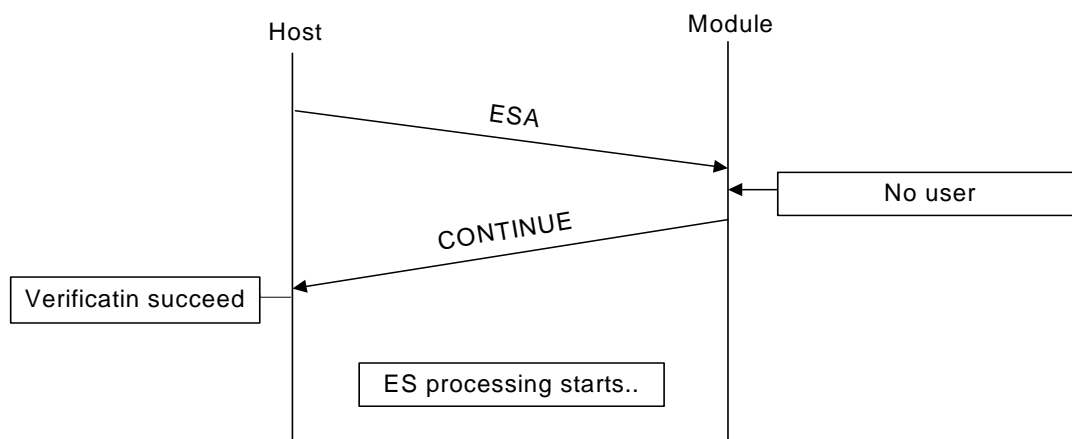 Host
Module
ESA
No user
CONTINUE
Verificatin succeed
ES processing starts..